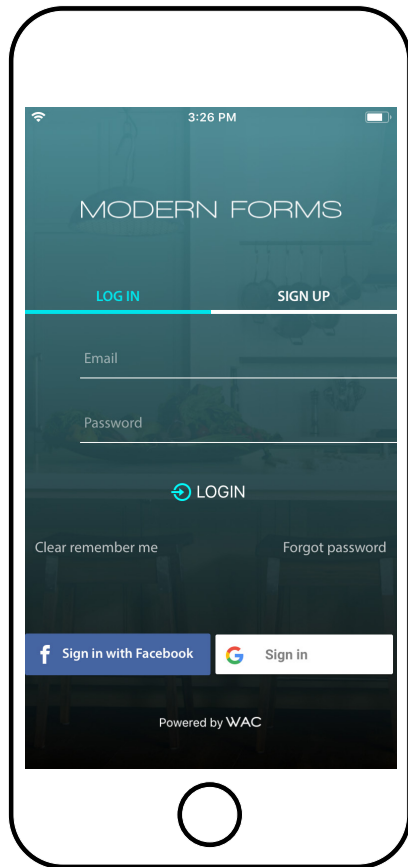 3:26 PM
MODERN FORMS
LOG IN SIGN UP
Email
Password
LOGIN
Clear remember me Forgot password
f Sign in with Facebook G Sign in
Powered by WAC